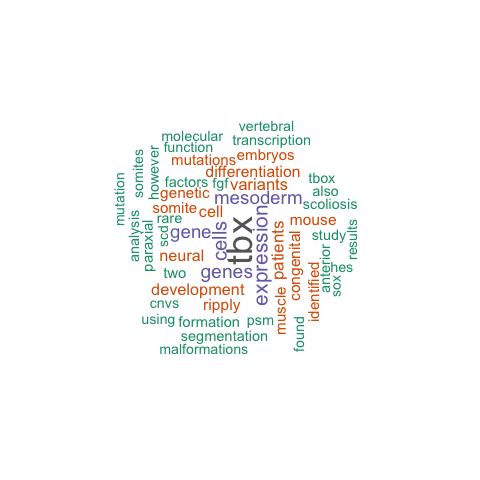 vertebral
molecular
transcription
function
mutations
embryos
differentiation
somites
however
factors
fgf
variants
tbox
mutation
genetic
mesoderm
also
scoliosis
somite
cell
rare
mouse
analysis
paraxial
scd
gene
cells
tbx
expression
patients
congenital
study
results
neural
anterior
hes
two
genes
identified
sox
development
muscle
cnvs
ripply
using
formation
psm
found
segmentation
malformations